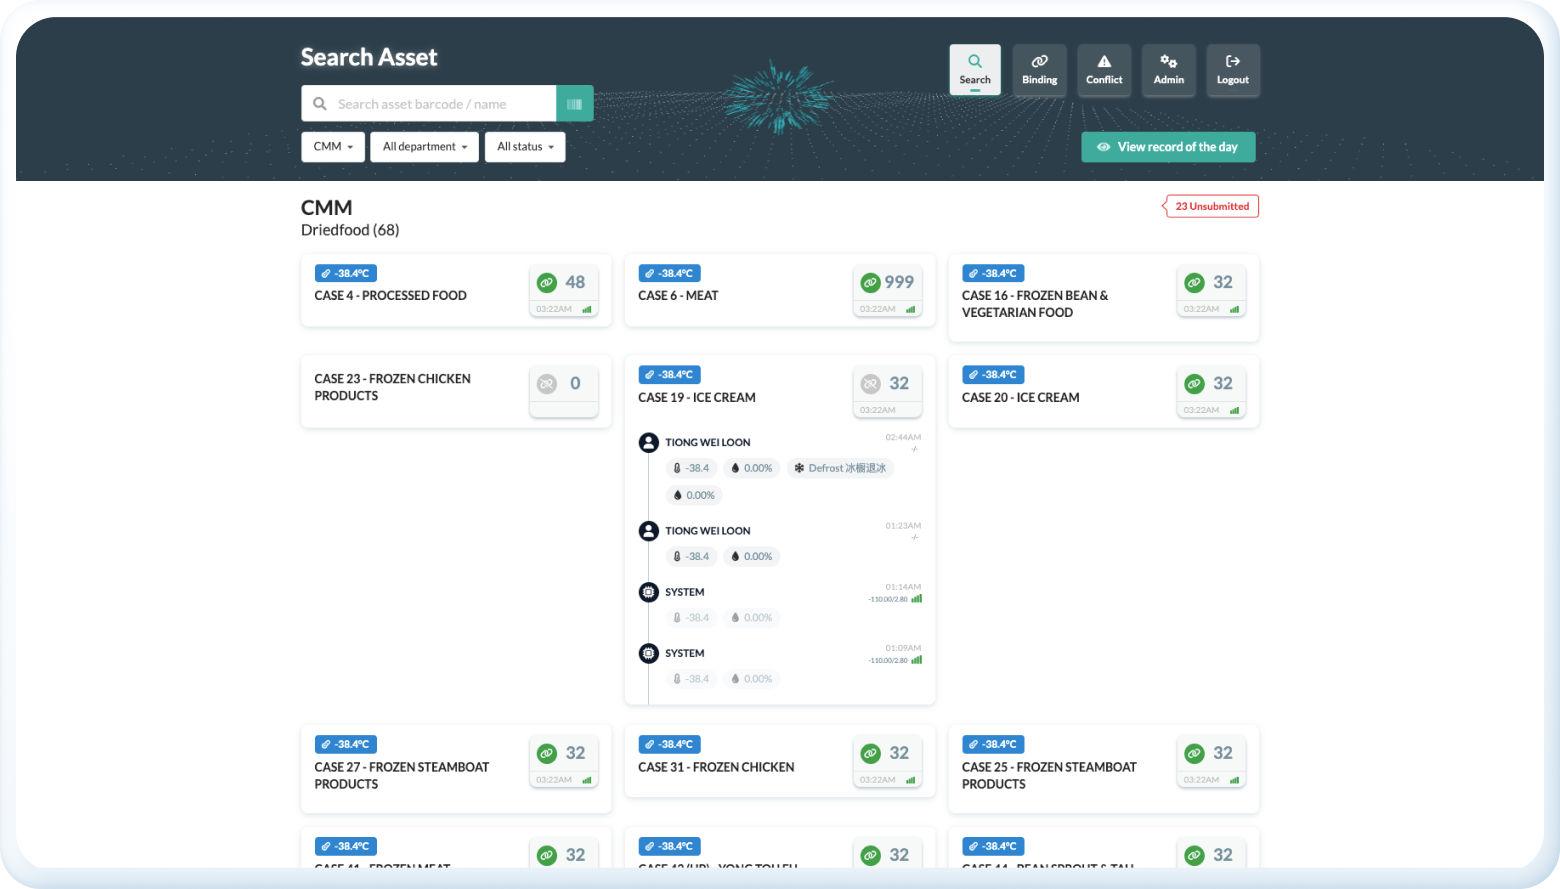 Search Asset
Search
Binding
Conflict
Admin
Logout
Search asset barcode / name
CMM
All department
All status
View record of the day
CMM
23 Unsubmitted
Driedfood (68)
-38.4°C
CASE 4 - PROCESSED FOOD
48
03:22AM
-38.4°C
CASE 6 - MEAT
999
03:22AM
-38.4°C
CASE 16 - FROZEN BEAN &
VEGETARIAN FOOD
32
03:22AM
CASE 23 - FROZEN CHICKEN
PRODUCTS
0
-38.4°C
CASE 19 - ICE CREAM
32
03:22AM
TIONG WEI LOON
02:44AM
-/-
-38.4
0.00%
Defrost 冰橱退冰
0.00%
TIONG WEI LOON
01:23AM
-/-
-38.4
0.00%
SYSTEM
01:14AM
-110.00/2.80
-38.4
0.00%
SYSTEM
01:09AM
-110.00/2.80
-38.4
0.00%
-38.4°C
CASE 20 - ICE CREAM
32
03:22AM
-38.4°C
CASE 27 - FROZEN STEAMBOAT
PRODUCTS
32
03:22AM
-38.4°C
CASE 31 - FROZEN CHICKEN
32
03:22AM
-38.4°C
CASE 25 - FROZEN STEAMBOAT
PRODUCTS
32
03:22AM
-38.4°C
CASE 41 - FROZEN MEAT
32
-38.4°C
32
-38.4°C
32